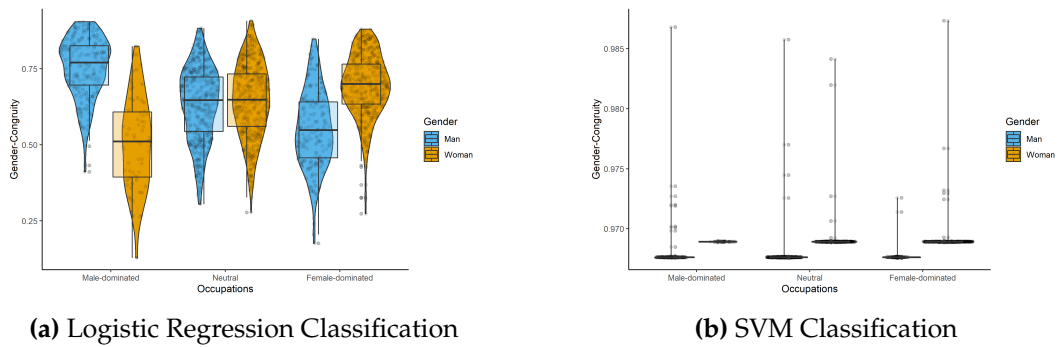 0.75
0.50
0.25
Gender-Congruity
Male-dominated Neutral Female-dominated
Occupations
Gender
Man
Woman
(a) Logistic Regression Classification
0.985
0.980
0.975
0.970
Gender-Congruity
Male-dominated Neutral Female-dominated
Occupations
Gender
Man
Woman
(b) SVM Classification